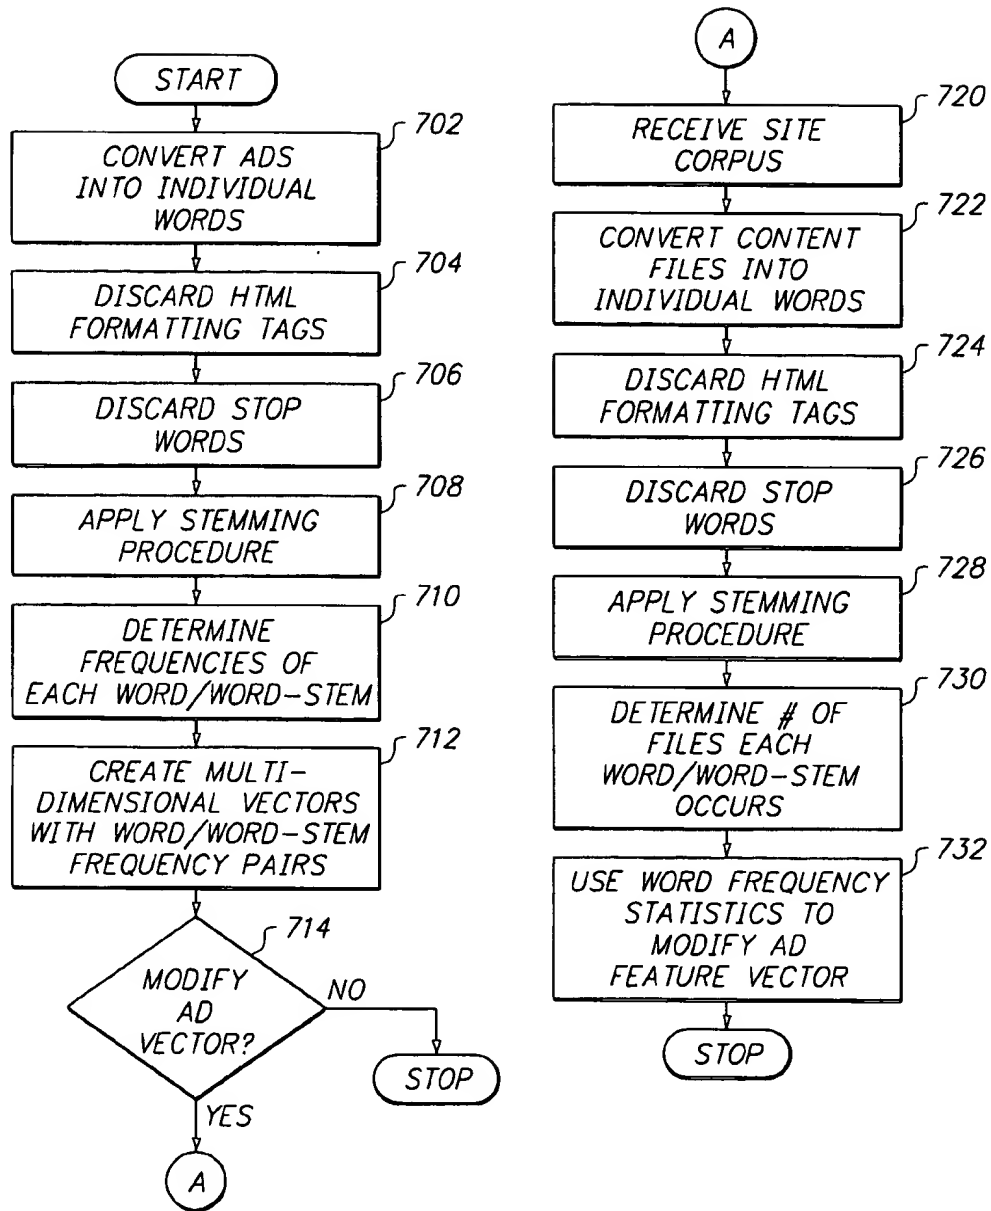 START
702
CONVERT ADS
INTO INDIVIDUAL
WORDS
704
DISCARD HTML
FORMATTING TAGS
706
DISCARD STOP
WORDS
708
APPLY STEMMING
PROCEDURE
710
DETERMINE
FREQUENCIES OF
EACH WORD/WORD-STEM
712
CREATE MULTI-
DIMENSIONAL VECTORS
WITH WORD/WORD-STEM
FREQUENCY PAIRS
714
MODIFY
AD
VECTOR?
NO
STOP
YES
A
A
720
RECEIVE SITE
CORPUS
722
CONVERT CONTENT
FILES INTO
INDIVIDUAL WORDS
724
DISCARD HTML
FORMATTING TAGS
726
DISCARD STOP
WORDS
728
APPLY STEMMING
PROCEDURE
730
DETERMINE # OF
FILES EACH
WORD/WORD-STEM
OCCURS
732
USE WORD FREQUENCY
STATISTICS TO
MODIFY AD
FEATURE VECTOR
STOP